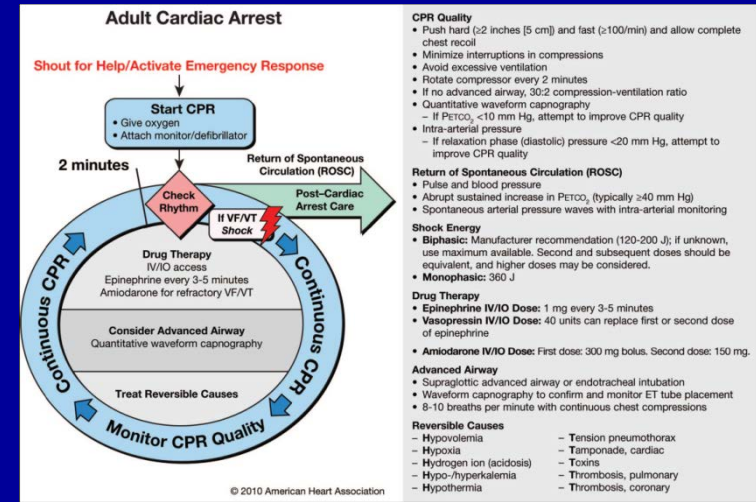 Adult Cardiac Arrest
Shout for Help/Activate Emergency Response
Start CPR
• Give oxygen
• Attach monitor/defibrillator
2 minutes
Return of Spontaneous
Circulation (ROSC)
Check
Rhythm
Post–Cardiac
Arrest Care
If VF/VT
Shock
Drug Therapy
IV/IO access
Epinephrine every 3-5 minutes
Amiodarone for refractory VF/VT
Consider Advanced Airway
Quantitative waveform capnography
Treat Reversible Causes
Continuous CPR
Continuous CPR
Monitor CPR Quality
© 2010 American Heart Association
CPR Quality
• Push hard (≥2 inches [5 cm]) and fast (≥100/min) and allow complete
chest recoil
• Minimize interruptions in compressions
• Avoid excessive ventilation
• Rotate compressor every 2 minutes
• If no advanced airway, 30:2 compression-ventilation ratio
• Quantitative waveform capnography
– If PETCO₂ <10 mm Hg, attempt to improve CPR quality
• Intra-arterial pressure
– If relaxation phase (diastolic) pressure <20 mm Hg, attempt to
improve CPR quality
Return of Spontaneous Circulation (ROSC)
• Pulse and blood pressure
• Abrupt sustained increase in PETCO₂ (typically ≥40 mm Hg)
• Spontaneous arterial pressure waves with intra-arterial monitoring
Shock Energy
• Biphasic: Manufacturer recommendation (120-200 J); if unknown,
use maximum available. Second and subsequent doses should be
equivalent, and higher doses may be considered.
• Monophasic: 360 J
Drug Therapy
• Epinephrine IV/IO Dose: 1 mg every 3-5 minutes
• Vasopressin IV/IO Dose: 40 units can replace first or second dose
of epinephrine
• Amiodarone IV/IO Dose: First dose: 300 mg bolus. Second dose: 150 mg.
Advanced Airway
• Supraglottic advanced airway or endotracheal intubation
• Waveform capnography to confirm and monitor ET tube placement
• 8-10 breaths per minute with continuous chest compressions
Reversible Causes
– Hypovolemia
– Hypoxia
– Hydrogen ion (acidosis)
– Hypo-/hyperkalemia
– Hypothermia
– Tension pneumothorax
– Tamponade, cardiac
– Toxins
– Thrombosis, pulmonary
– Thrombosis, coronary